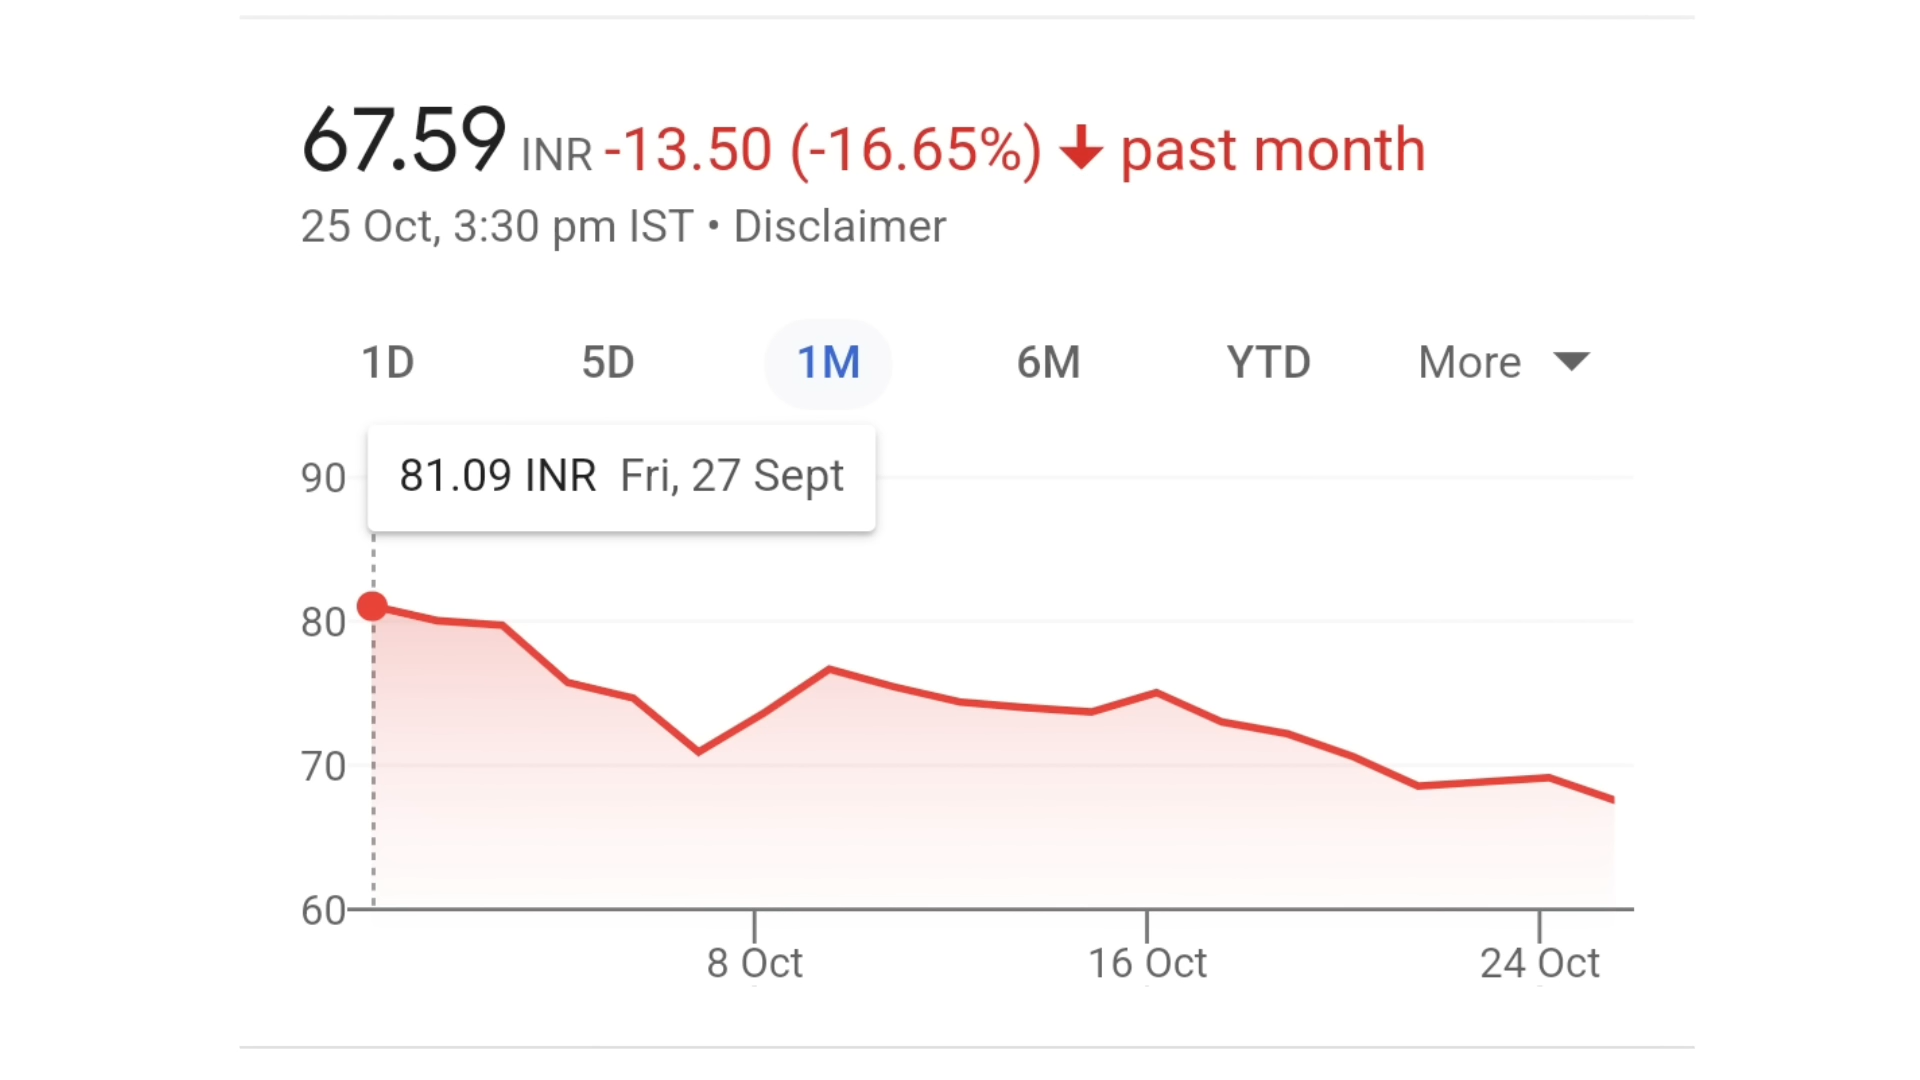 67.59 INR -13.50 (-16.65%) ↓ past month
25 Oct, 3:30 pm IST • Disclaimer
1D 5D 1M 6M YTD More
81.09 INR Fri, 27 Sept
90
80
70
60
8 Oct 16 Oct 24 Oct